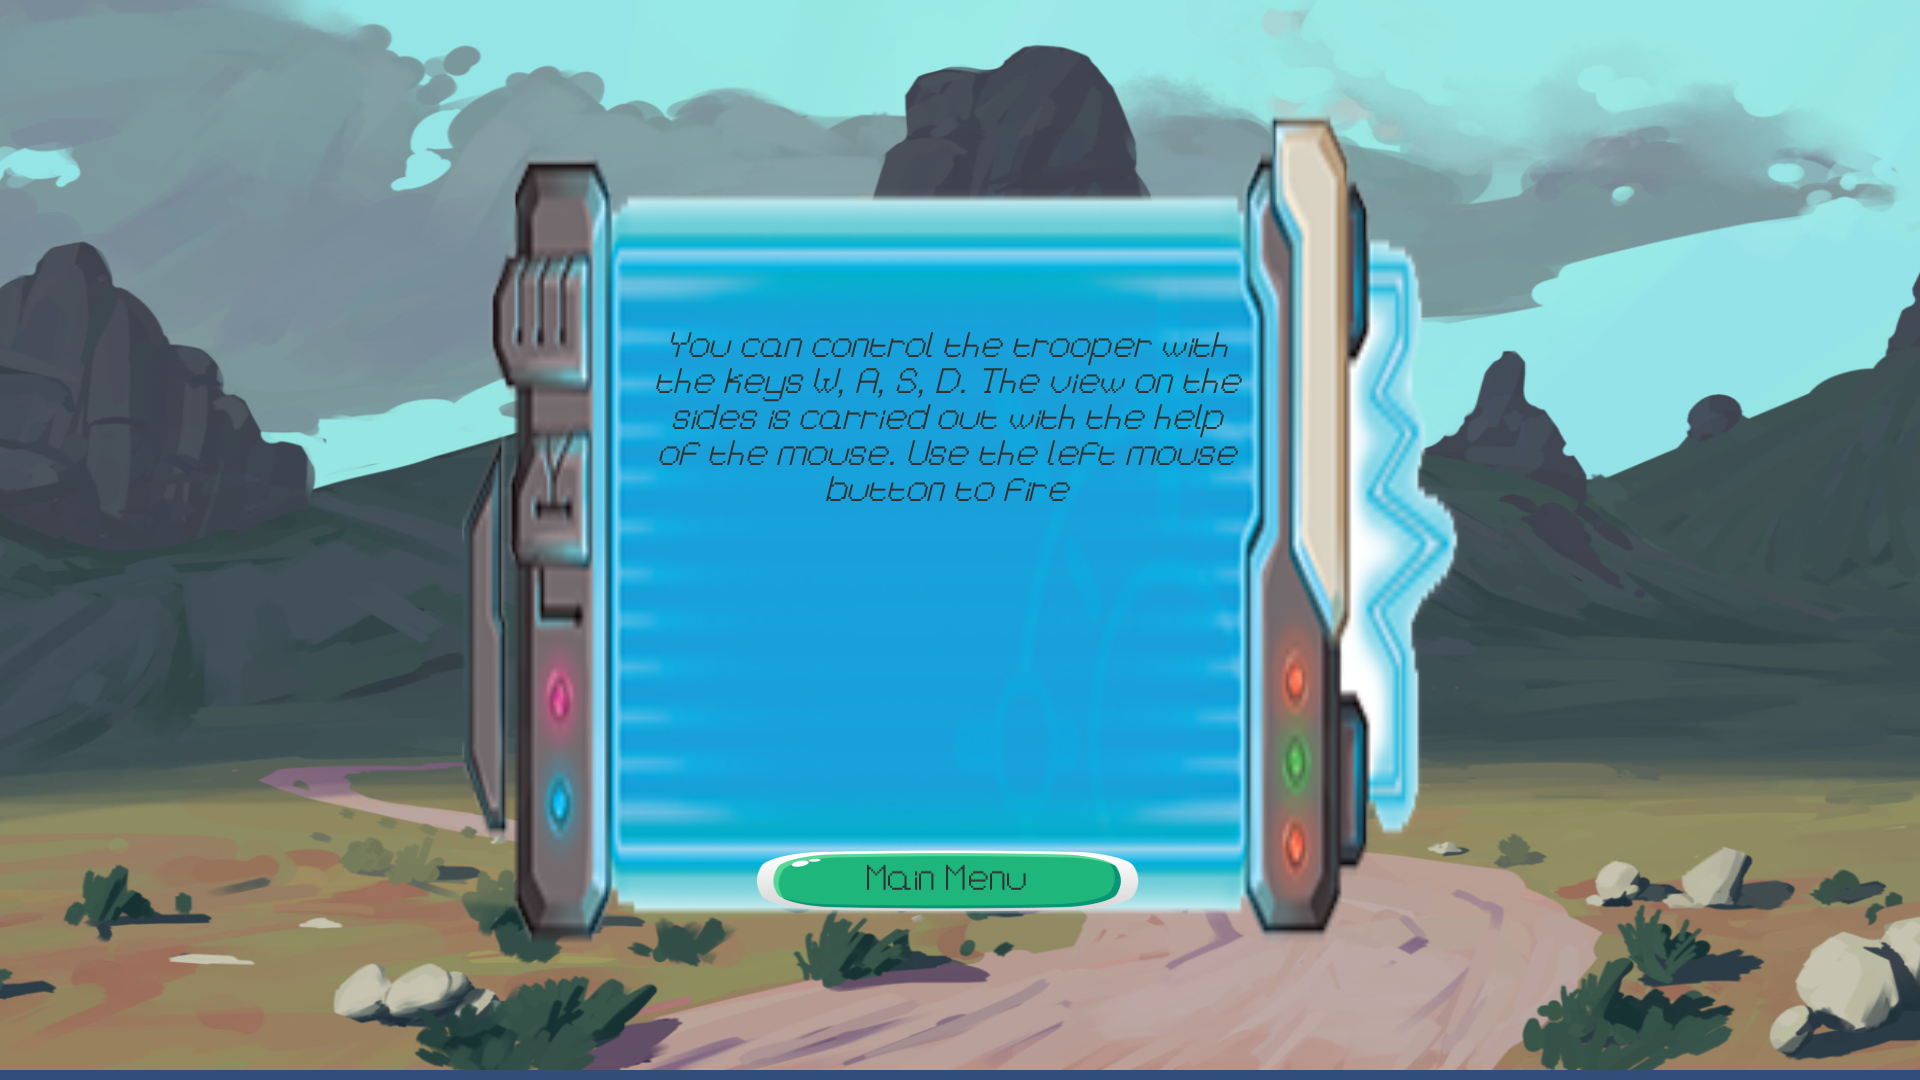 You can control the trooper with
the keys W, A, S, D. The view on the
sides is carried out with the help
of the mouse. Use the left mouse
button to fire
Main Menu